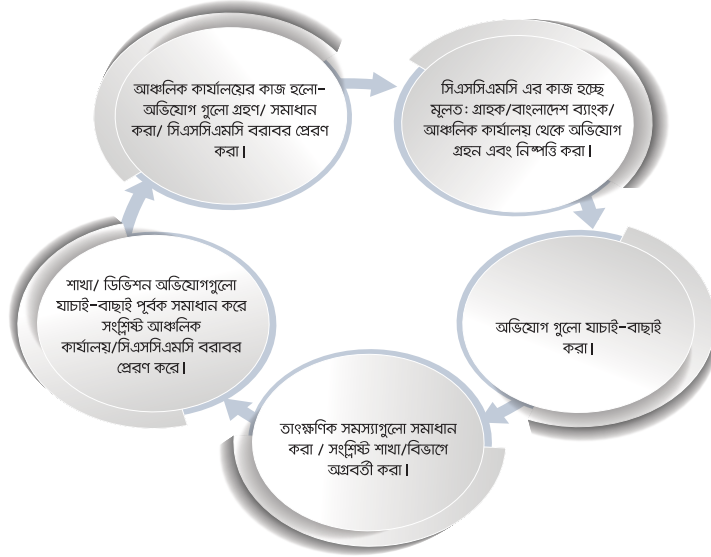 আঞ্চলিক কার্যালয়ের কাজ হলো-
অভিযোগ গুলো গ্রহণ/ সমাধান
করা/ সিএসসিএমসি বরাবর প্রেরণ
করা।
সিএসসিএমসি এর কাজ হচ্ছে
মূলত: গ্রাহক/বাংলাদেশ ব্যাংক/
আঞ্চলিক কার্যালয় থেকে অভিযোগ
গ্রহন এবং নিষ্পত্তি করা।
অভিযোগ গুলো যাচাই-বাছাই
করা।
তাৎক্ষণিক সমস্যাগুলো সমাধান
করা / সংশ্লিষ্ট শাখা/বিভাগে
অগ্রবর্তী করা।
শাখা/ ডিভিশন অভিযোগগুলো
যাচাই-বাছাই পূর্বক সমাধান করে
সংশ্লিষ্ট আঞ্চলিক
কার্যালয়/সিএসসিএমসি বরাবর
প্রেরণ করে।